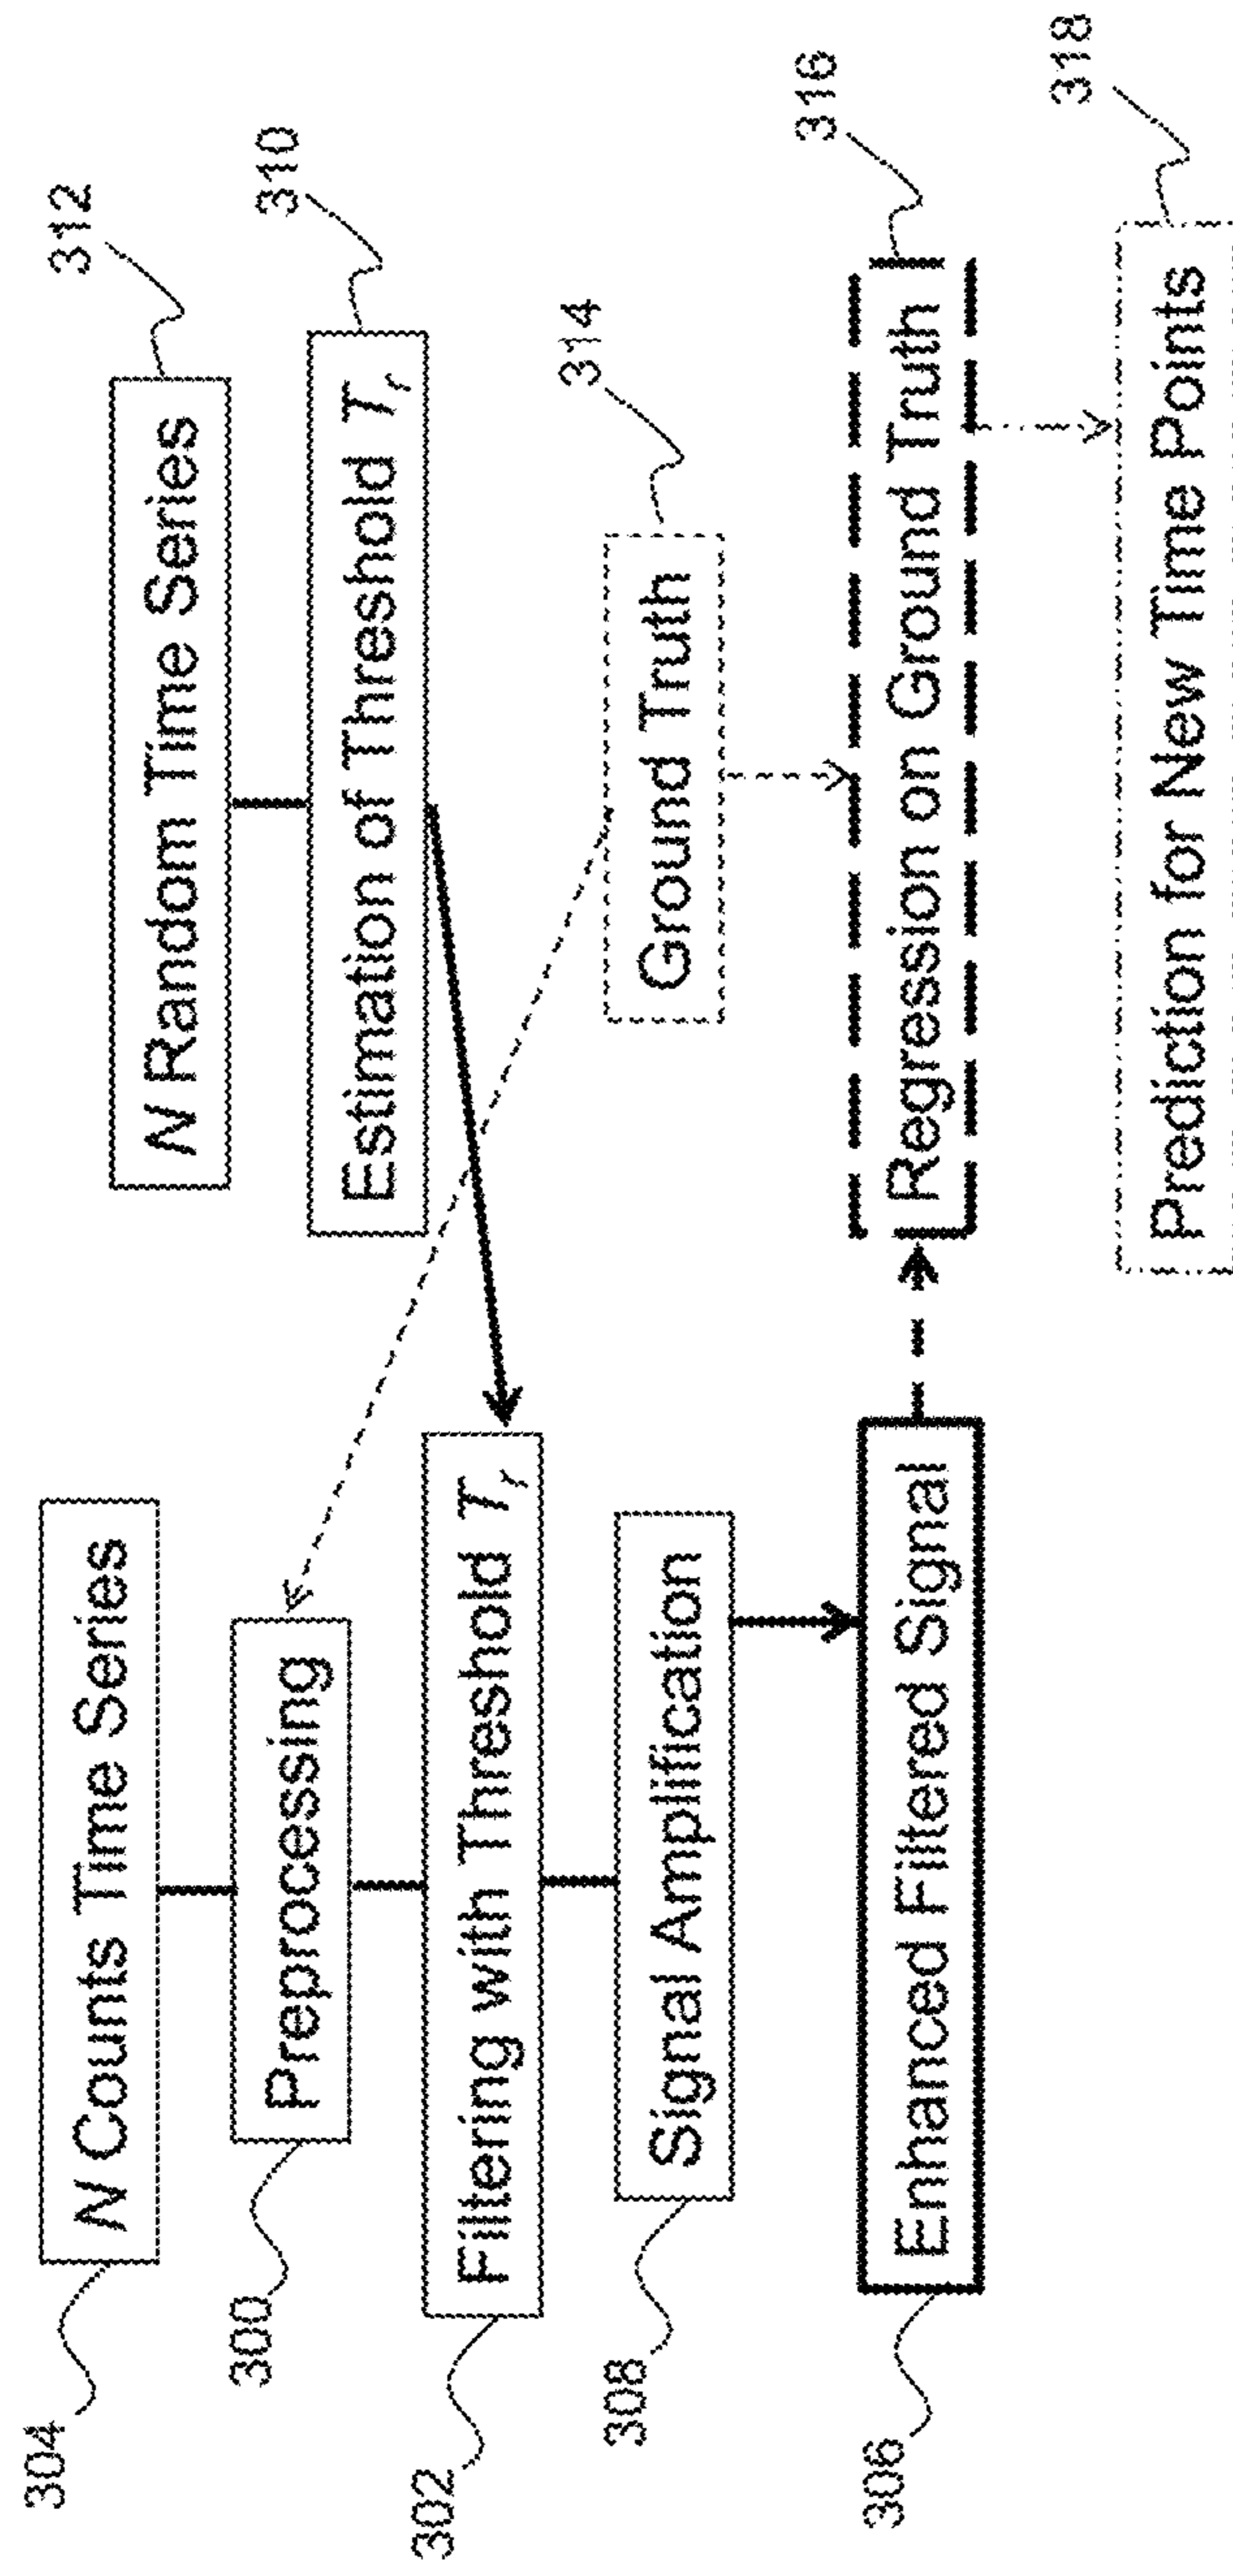 304
N Counts Time Series
300
Preprocessing
302
Filtering with Threshold Tr
308
Signal Amplification
306
Enhanced Filtered Signal
312
N Random Time Series
310
Estimation of Threshold Tr
314
Ground Truth
316
Regression on Ground Truth
318
Prediction for New Time Points